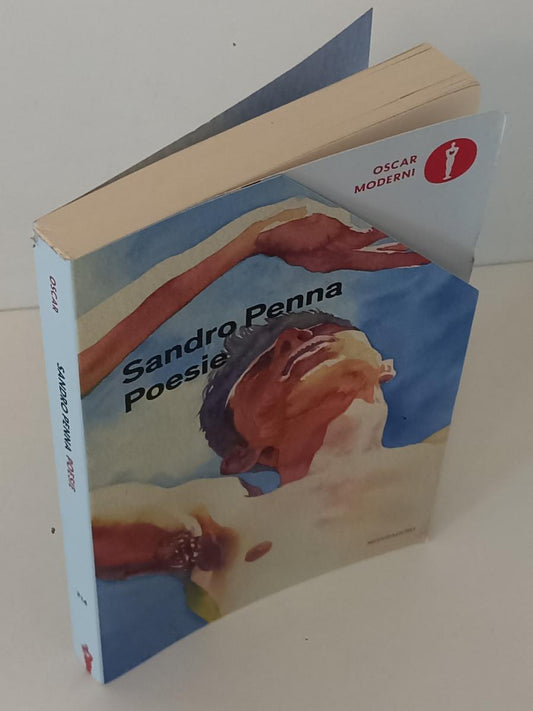 OSCAR
MODERNI
Sandro Penna
Poesie
OSCAR
SANDRO PENNA POESIE